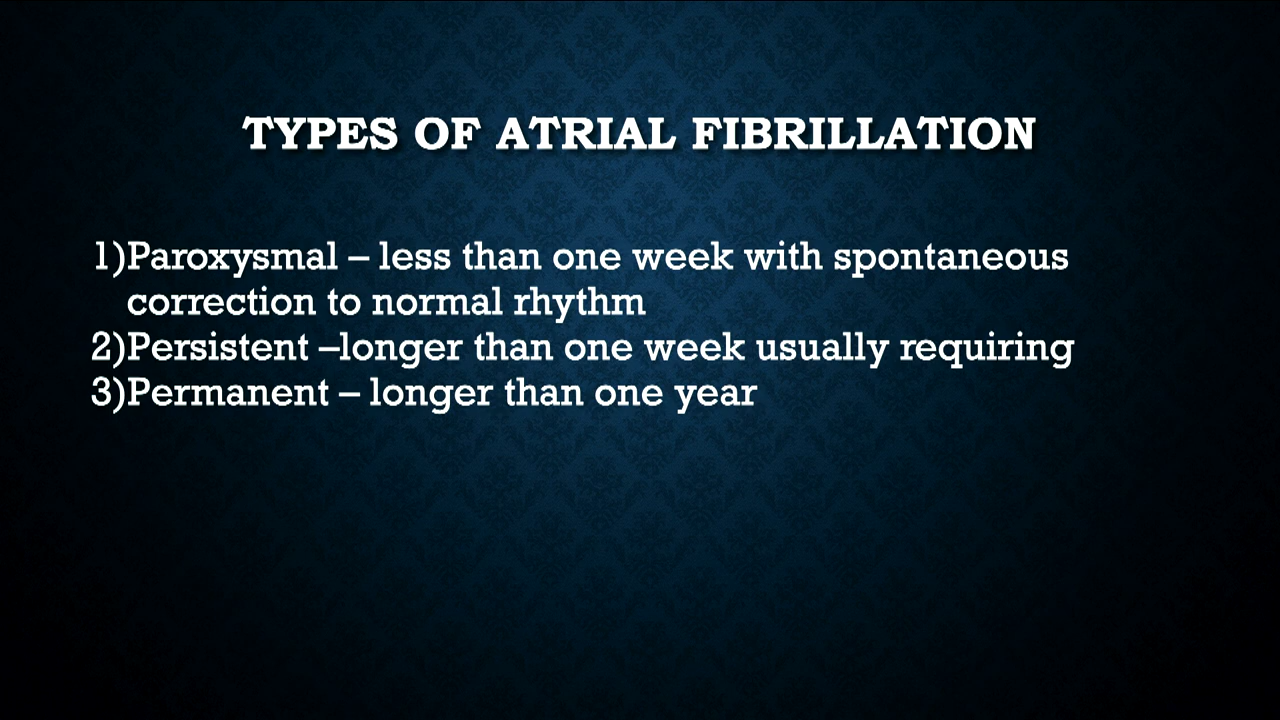 TYPES OF ATRIAL FIBRILLATION
1)Paroxysmal – less than one week with spontaneous
correction to normal rhythm
2)Persistent –longer than one week usually requiring
3)Permanent – longer than one year